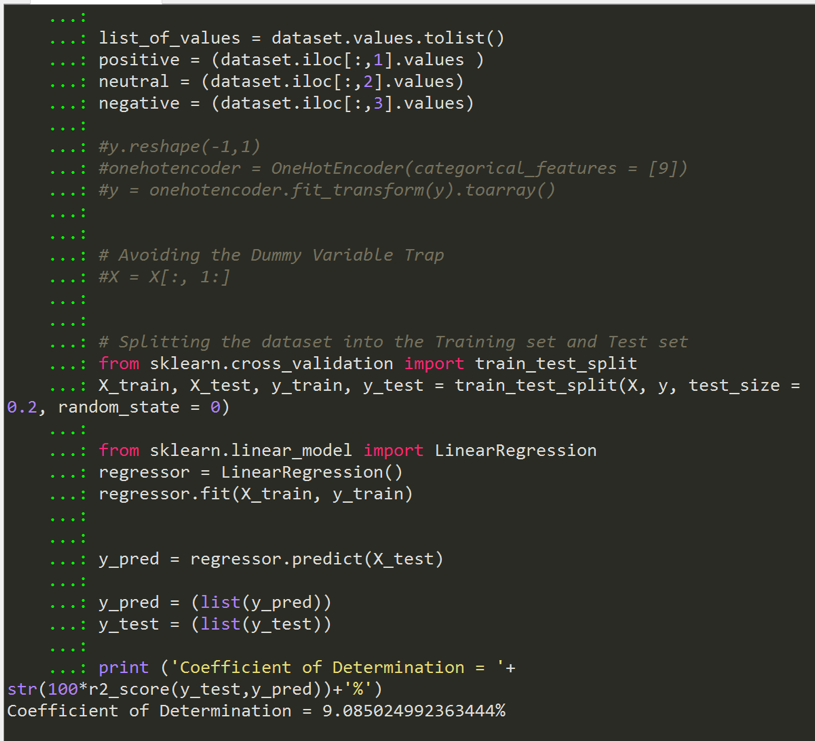 ...:
...: list_of_values = dataset.values.tolist()
...: positive = (dataset.iloc[:,1].values )
...: neutral = (dataset.iloc[:,2].values)
...: negative = (dataset.iloc[:,3].values)
...:
...: #y.reshape(-1,1)
...: #onehotencoder = OneHotEncoder(categorical_features = [9])
...: #y = onehotencoder.fit_transform(y).toarray()
...:
...:
...: # Avoiding the Dummy Variable Trap
...: #X = X[:, 1:]
...:
...:
...: # Splitting the dataset into the Training set and Test set
...: from sklearn.cross_validation import train_test_split
...: X_train, X_test, y_train, y_test = train_test_split(X, y, test_size =
0.2, random_state = 0)
...:
...: from sklearn.linear_model import LinearRegression
...: regressor = LinearRegression()
...: regressor.fit(X_train, y_train)
...:
...:
...: y_pred = regressor.predict(X_test)
...:
...: y_pred = (list(y_pred))
...: y_test = (list(y_test))
...:
...: print ('Coefficient of Determination = '+
str(100*r2_score(y_test,y_pred))+'%')
Coefficient of Determination = 9.085024992363444%